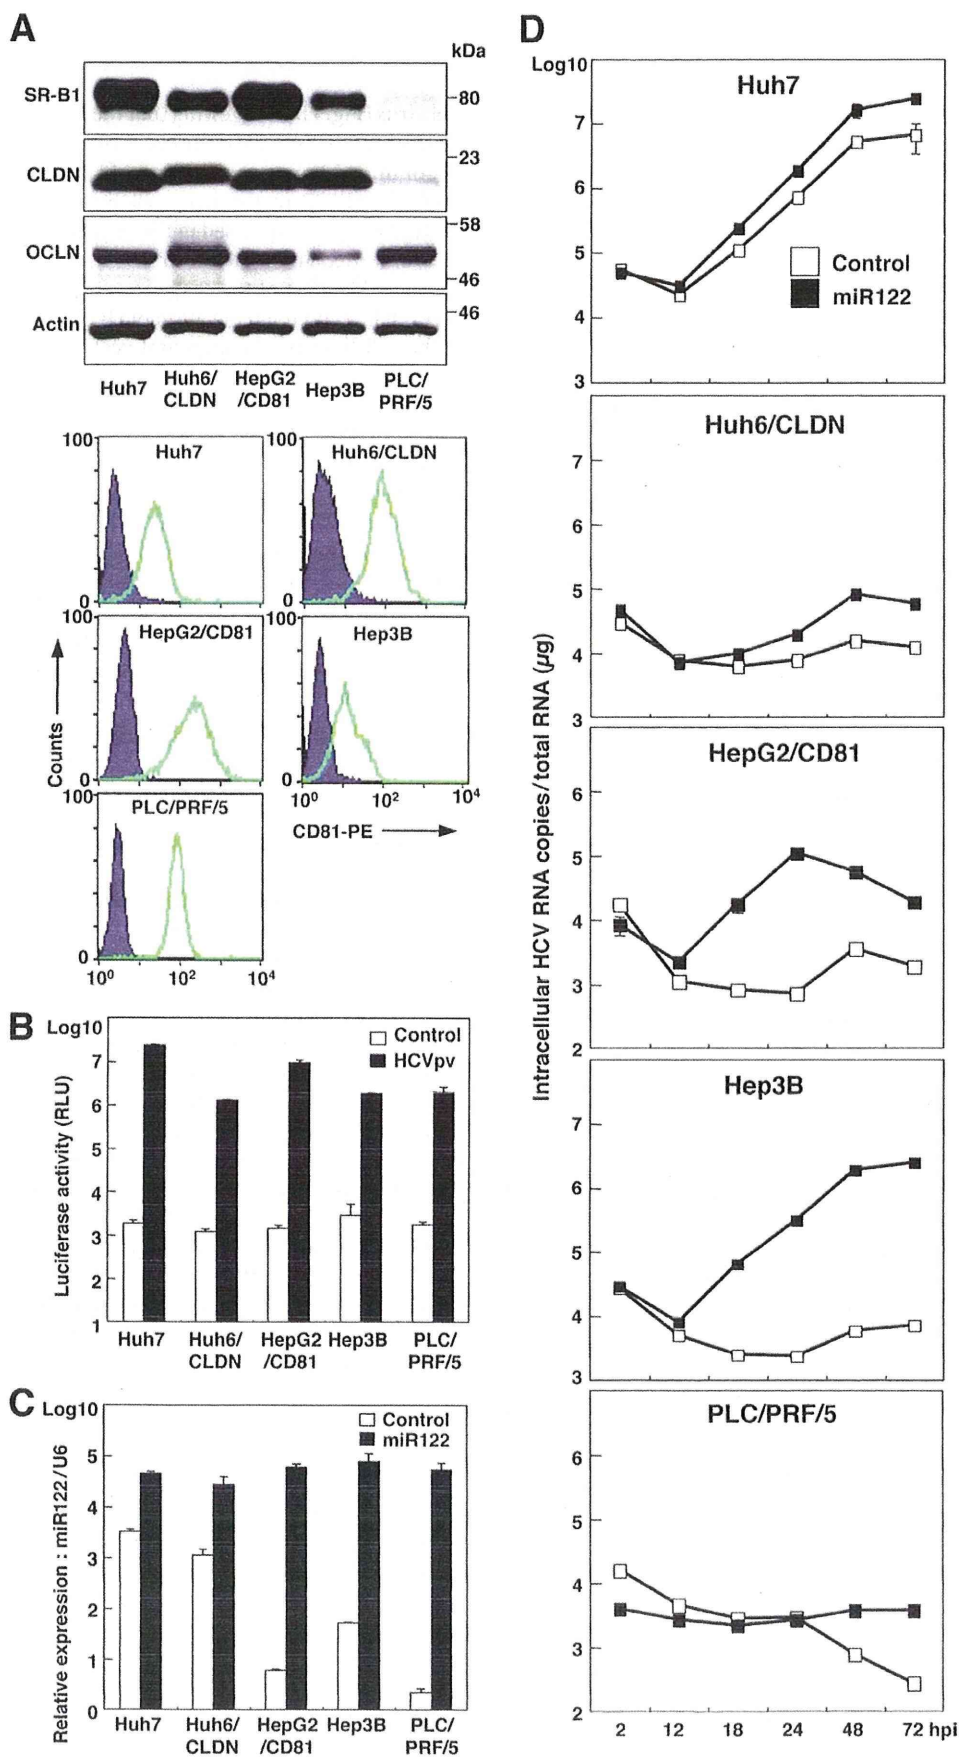 A
kDa
SR-B1
80
CLDN
23
OCLN
58
46
Actin
46
Huh7
Huh6/
CLDN
HepG2
/CD81
Hep3B
PLC/
PRF/5
100
Huh7
0
100
Huh6/CLDN
0
100
HepG2/CD81
0
100
Hep3B
0
10⁰ 10² 10⁴
Counts
CD81-PE
100
PLC/PRF/5
0
10⁰ 10² 10⁴
B
Log10
7
6
5
4
3
2
1
Luciferase activity (RLU)
Control
HCVpv
Huh7
Huh6/
CLDN
HepG2
/CD81
Hep3B
PLC/
PRF/5
C
Log10
5
4
3
2
1
0
Relative expression : miR122/U6
Control
miR122
Huh7
Huh6/
CLDN
HepG2
/CD81
Hep3B
PLC/
PRF/5
D
Log10
Intracellular HCV RNA copies/total RNA (µg)
Huh7
7
6
5
4
3
Control
miR122
Huh6/CLDN
7
6
5
4
3
HepG2/CD81
6
5
4
3
2
Hep3B
7
6
5
4
3
PLC/PRF/5
6
5
4
3
2
2 12 18 24 48 72 hpi